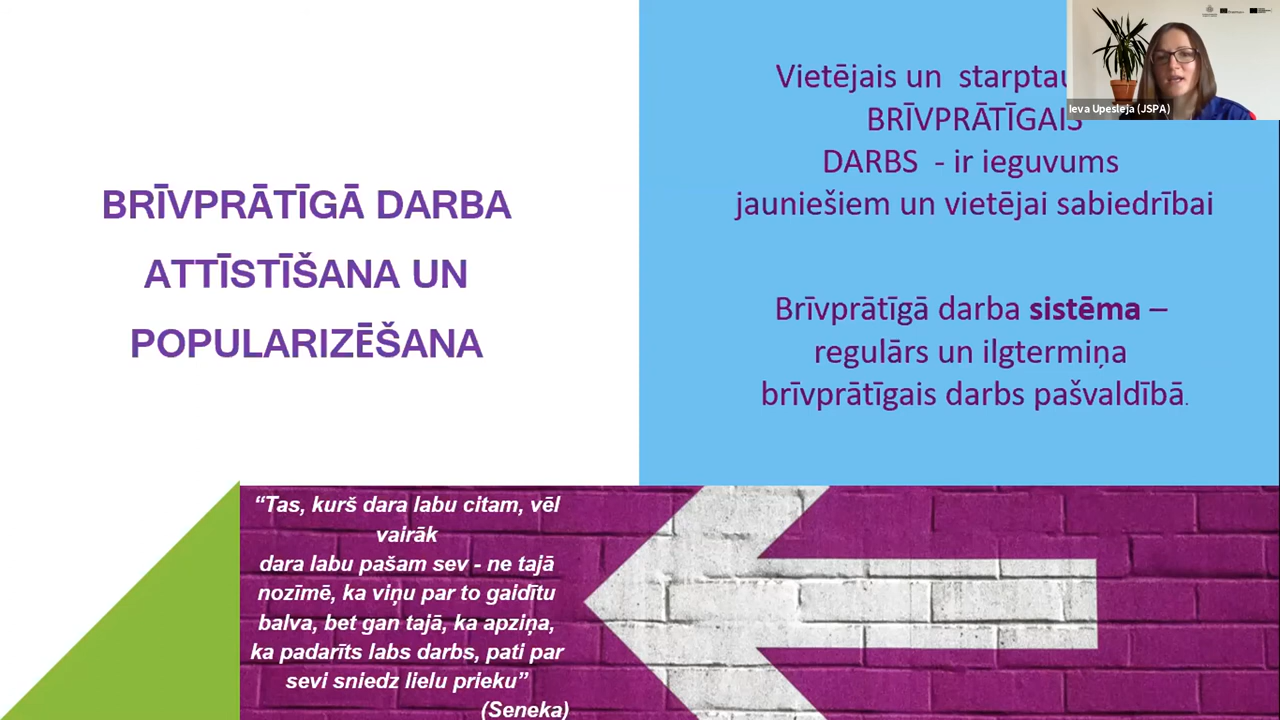 BRĪVPRĀTĪGĀ DARBA
ATTĪSTĪŠANA UN
POPULARIZĒŠANA
Vietējais un starptau
BRĪVPRĀTĪGAIS
DARBS - ir ieguvums
jauniešiem un vietējai sabiedrībai
Brīvprātīgā darba sistēma –
regulārs un ilgtermiņa
brīvprātīgais darbs pašvaldībā.
Ieva Upesleja (JSPA)
“Tas, kurš dara labu citam, vēl
vairāk
dara labu pašam sev - ne tajā
nozīmē, ka viņu par to gaidītu
balva, bet gan tajā, ka apziņa,
ka padarīts labs darbs, pati par
sevi sniedz lielu prieku”
(Seneka)